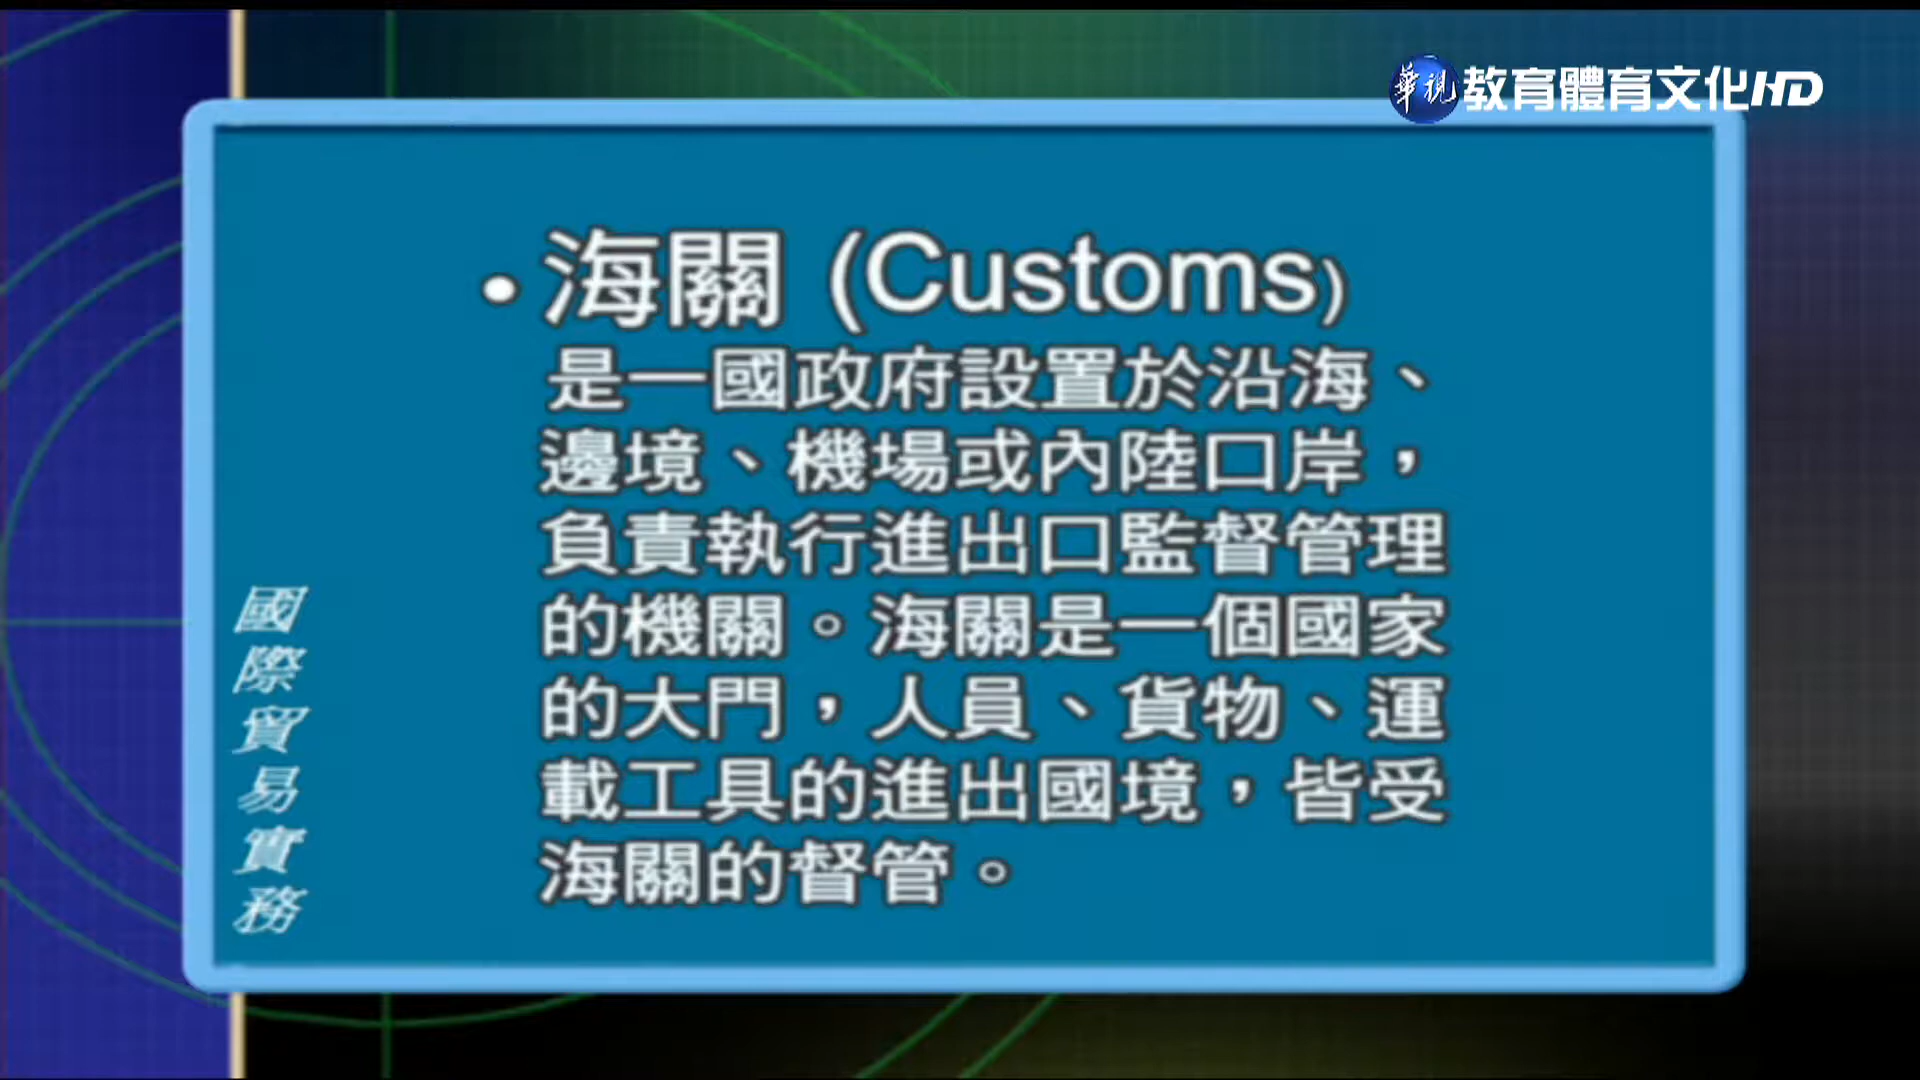 華視 教育體育文化HD
• 海關 (Customs)
是一國政府設置於沿海、
邊境、機場或內陸口岸，
負責執行進出口監督管理
的機關。海關是一個國家
的大門，人員、貨物、運
載工具的進出國境，皆受
海關的督管。
國際貿易實務